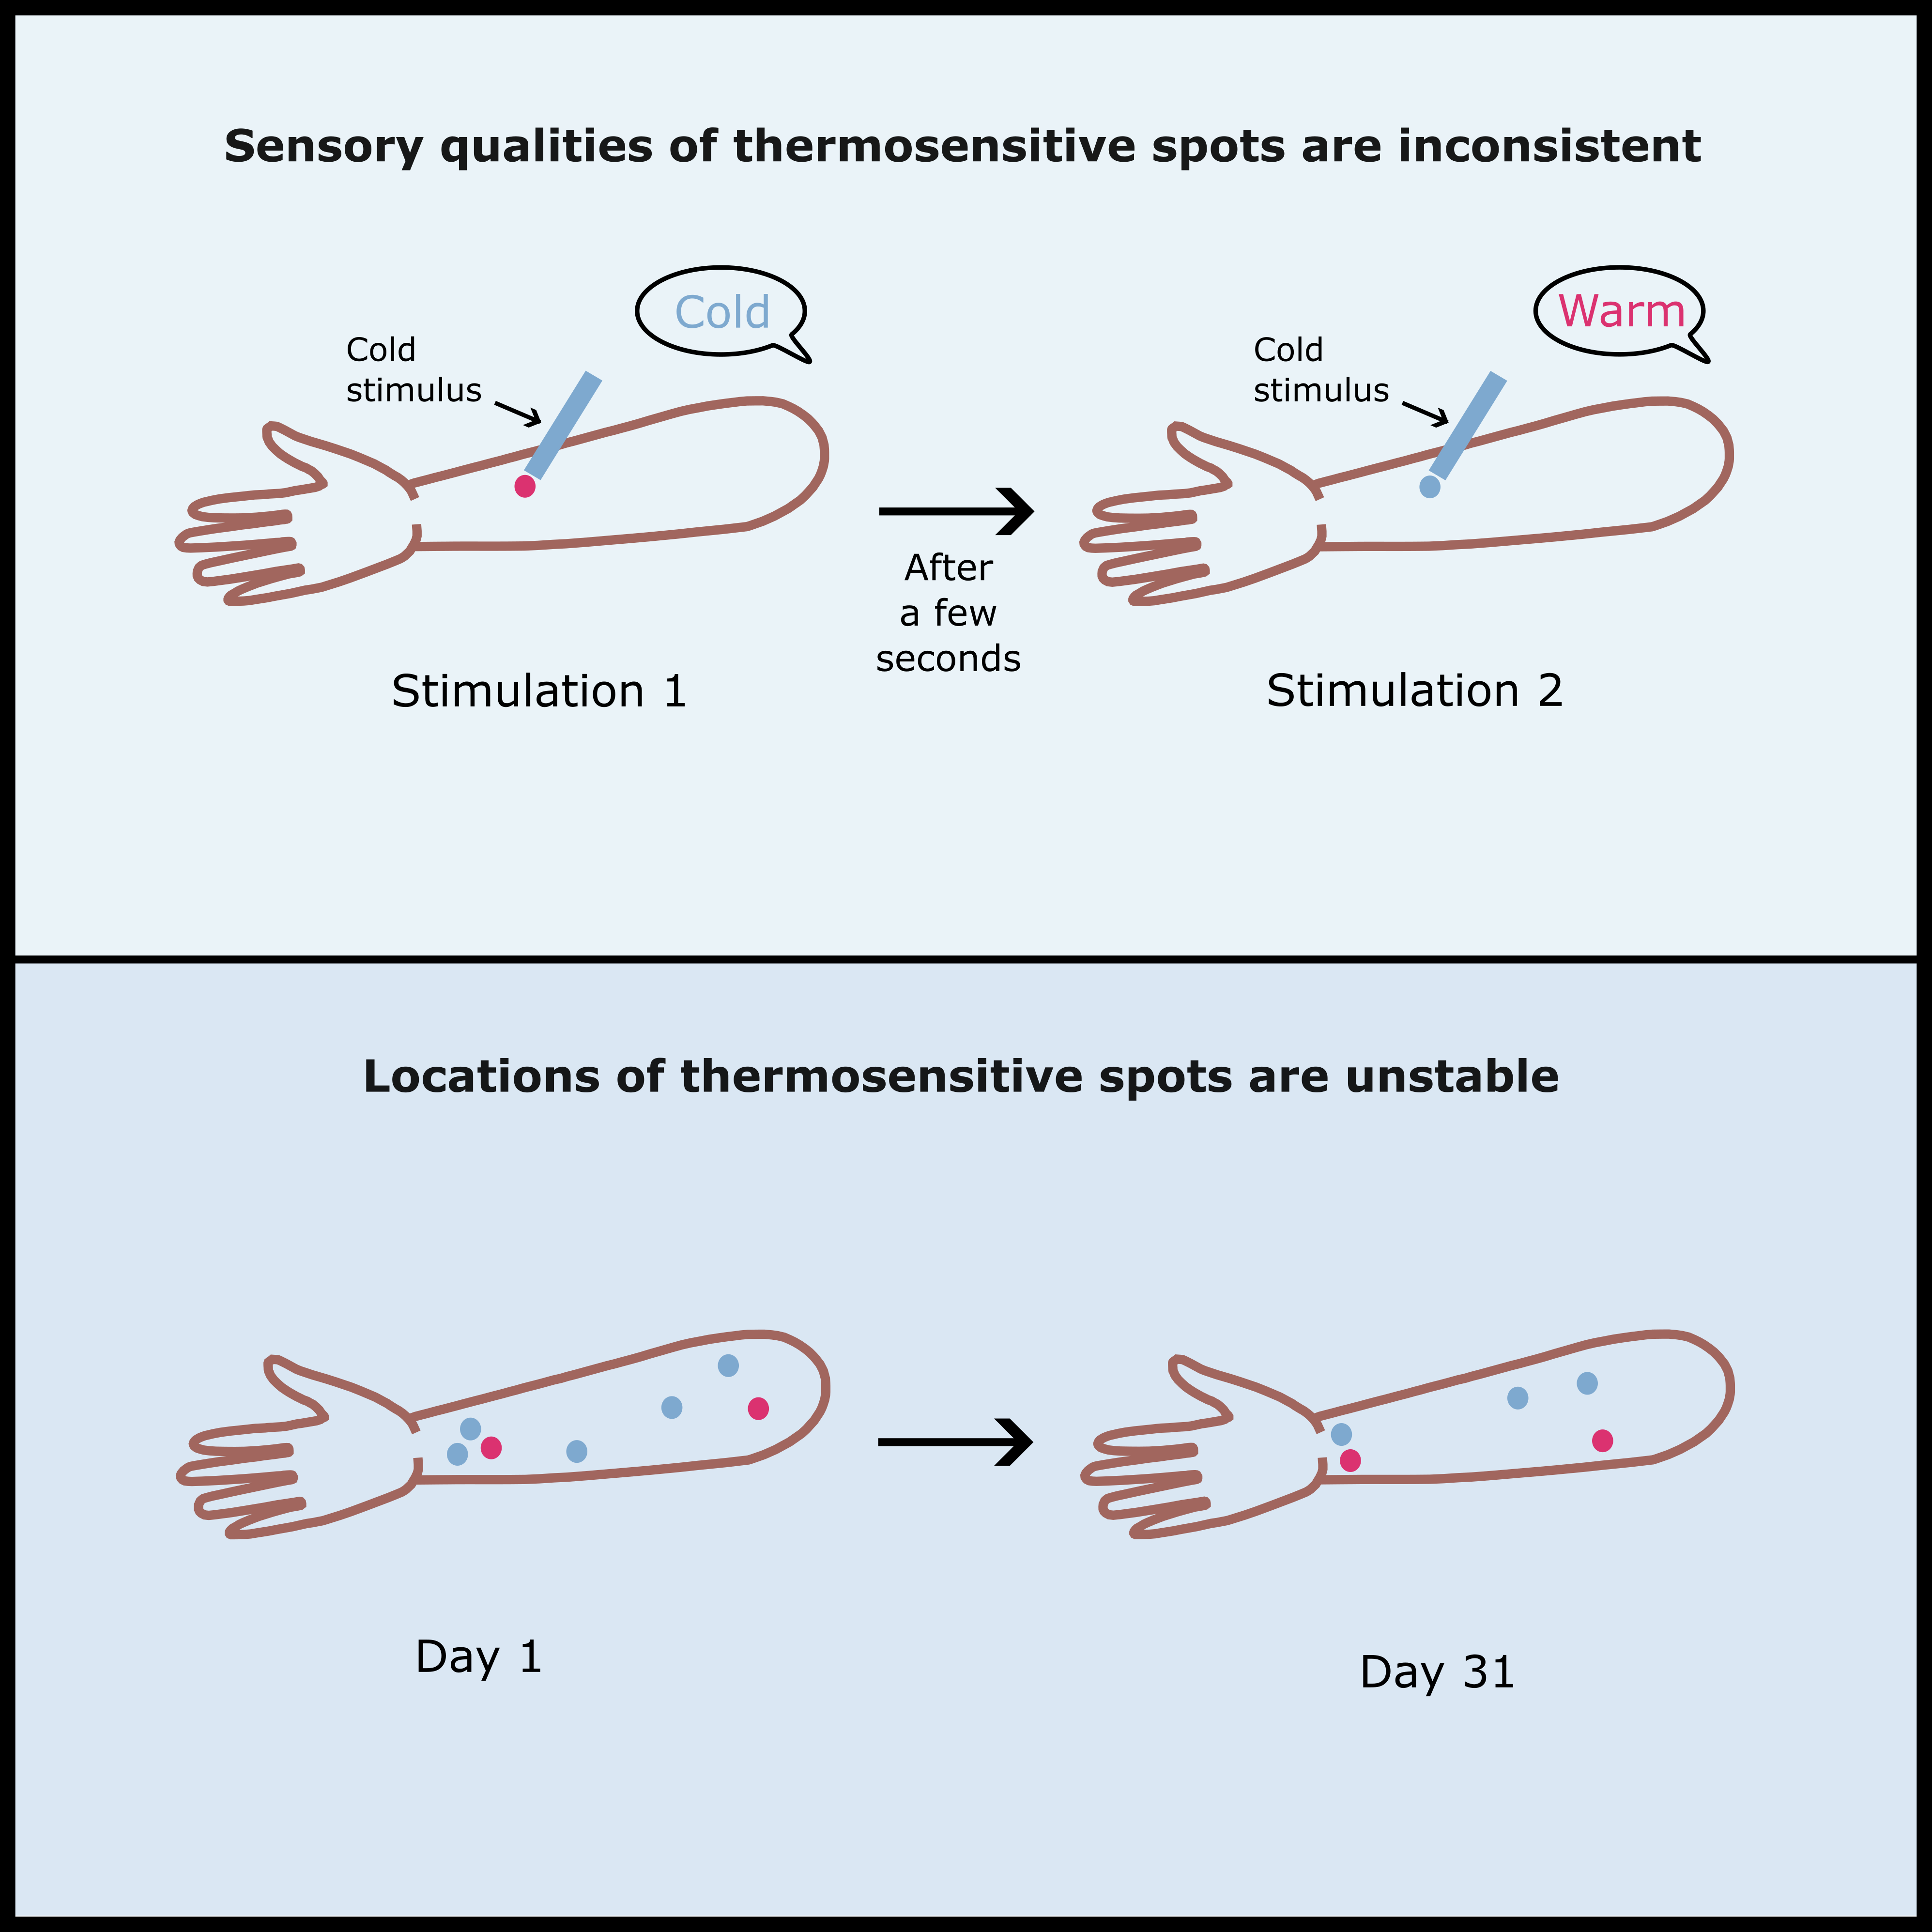 Sensory qualities of thermosensitive spots are inconsistent
Cold
Cold
stimulus
Warm
Cold
stimulus
After
a few
seconds
Stimulation 1
Stimulation 2
Locations of thermosensitive spots are unstable
Day 1
Day 31